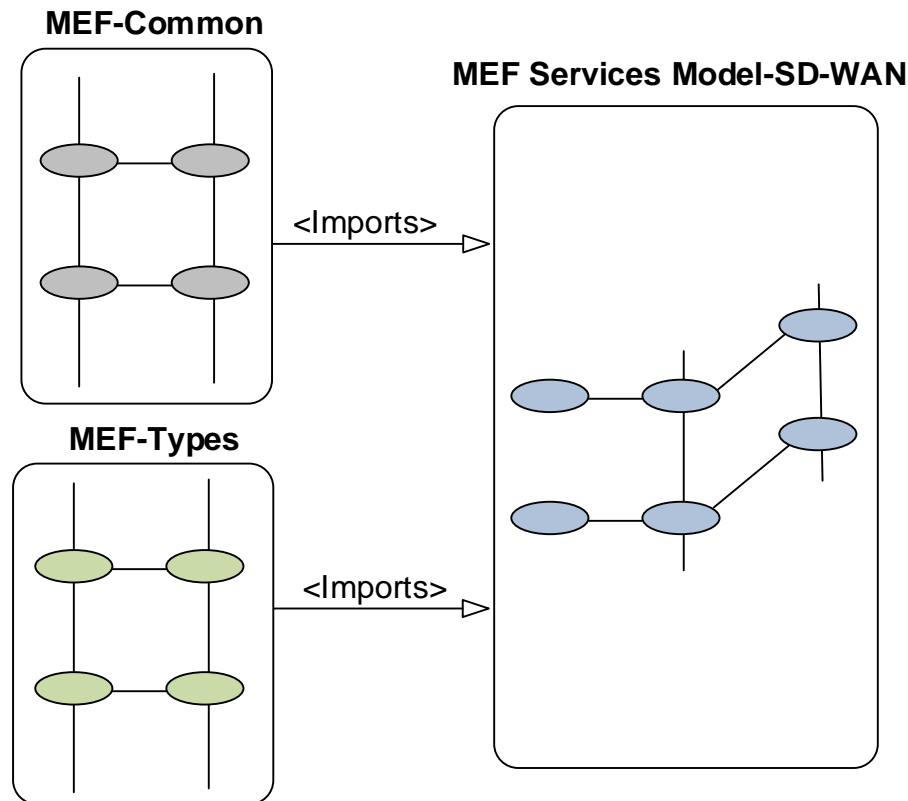 MEF-Common
MEF Services Model-SD-WAN
<Imports>
MEF-Types
<Imports>